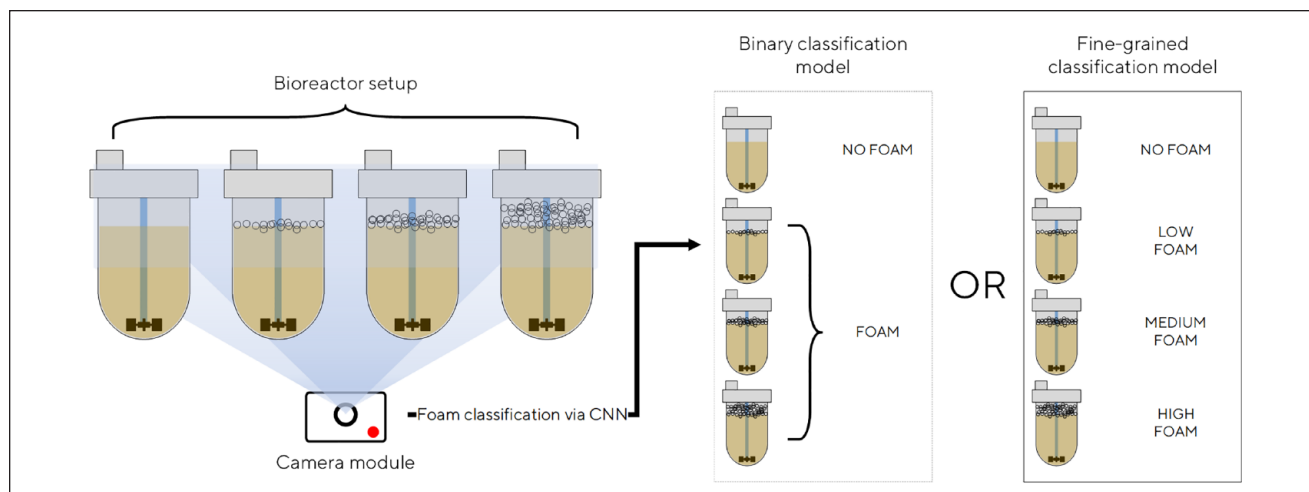 Bioreactor setup
Foam classification via CNN
Camera module
Binary classification
model
NO FOAM
FOAM
OR
Fine-grained
classification model
NO FOAM
LOW
FOAM
MEDIUM
FOAM
HIGH
FOAM